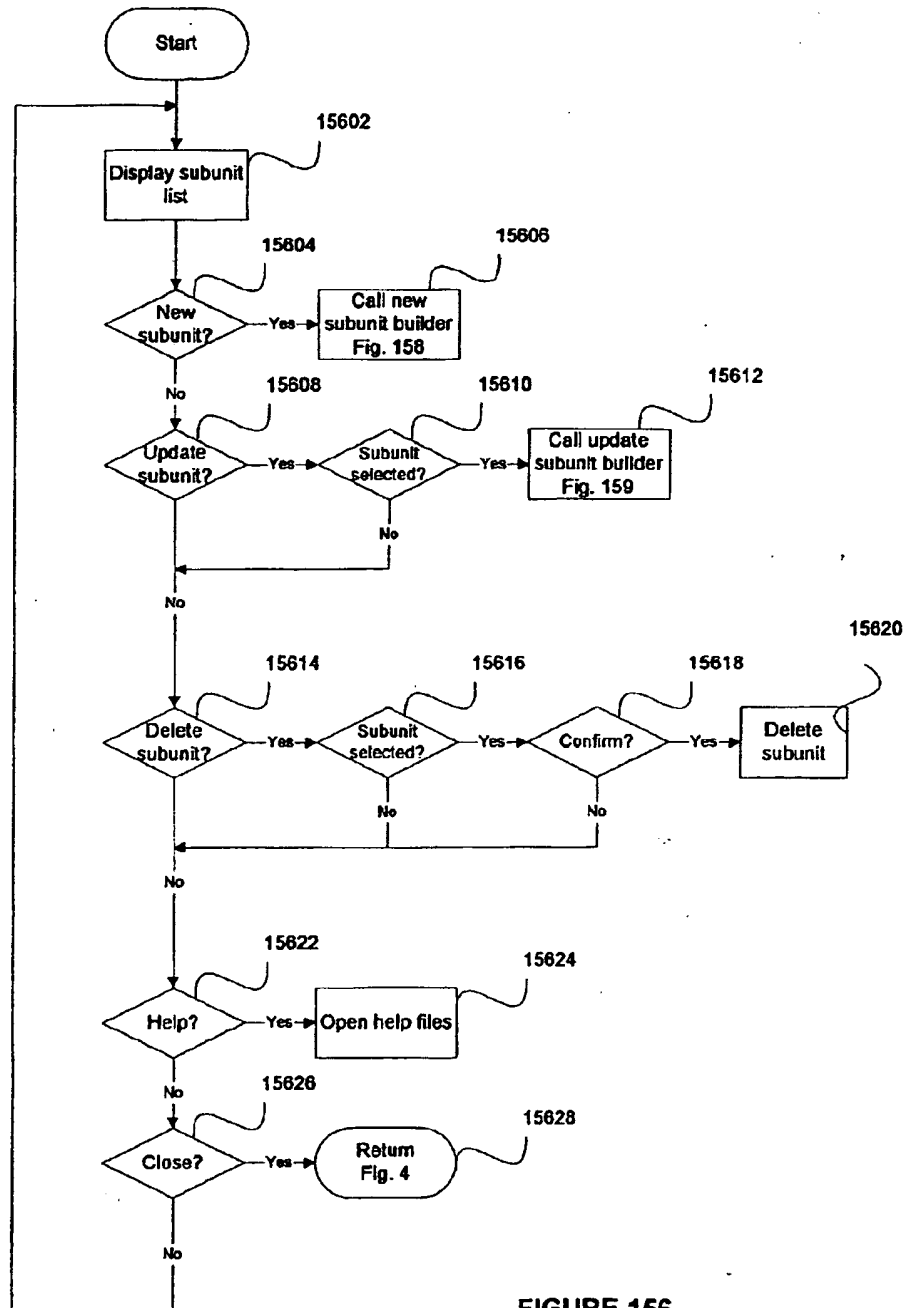 Start
15602
Display subunit
list
15604
15606
New
subunit?
Yes
Call new
subunit builder
Fig. 158
No
15608
15610
15612
Update
subunit?
Yes
Subunit
selected?
Yes
Call update
subunit builder
Fig. 159
No
No
15620
15614
15616
15618
Delete
subunit?
Yes
Subunit
selected?
Yes
Confirm?
Yes
Delete
subunit
No
No
No
15622
15624
Help?
Yes
Open help files
No
15626
15628
Close?
Yes
Return
Fig. 4
No
FIGURE 156